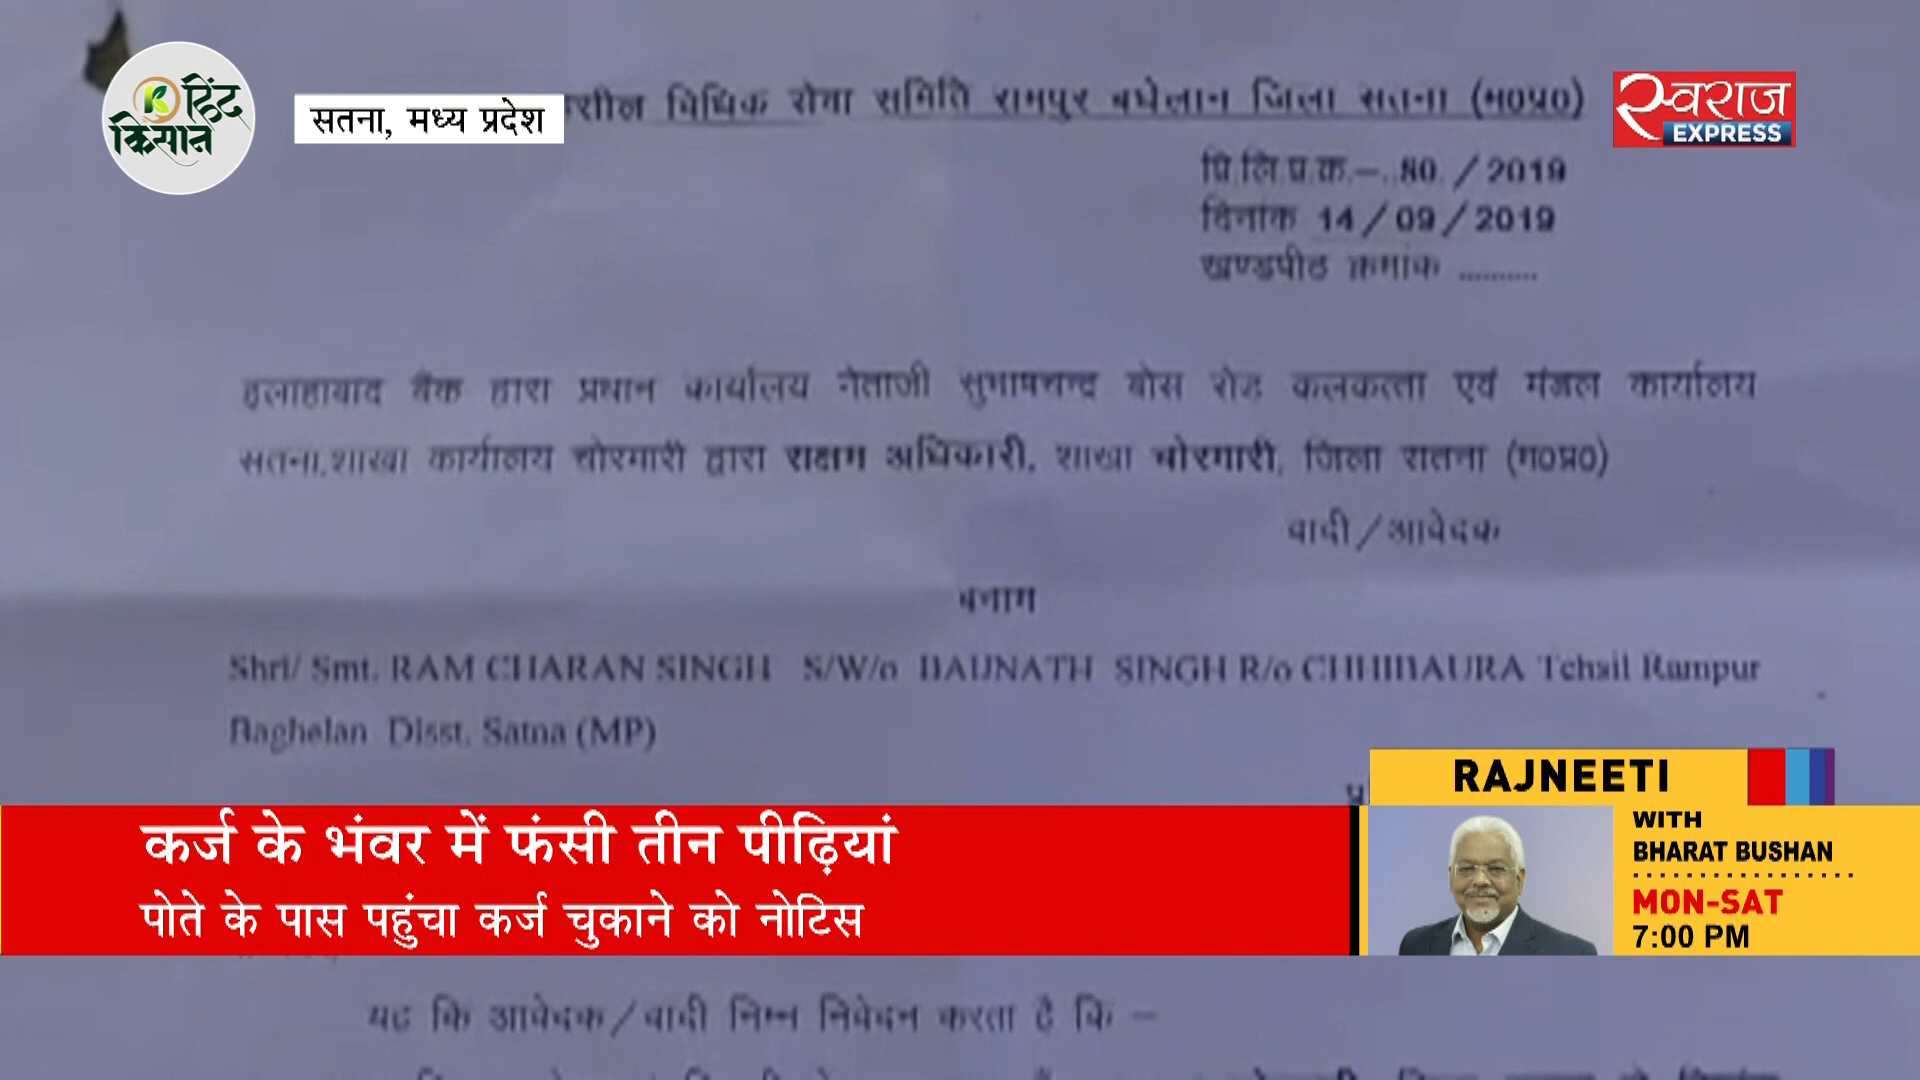 हिंद
किसान
सतना, मध्य प्रदेश
विधिक सेवा समिति रामपुर बघेलान जिला सतना (म0प्र0)
स्वराज
EXPRESS
प्रि.लि.प्र.क.–..80. / 2019
दिनांक 14 / 09 / 2019
खण्डपीठ क्रमांक ..........
इलाहाबाद बैंक द्वारा प्रधान कार्यालय नेताजी सुभाषचन्द्र बोस रोड कलकत्ता एवं मंडल कार्यालय
सतना,शाखा कार्यालय चोरमारी द्वारा सक्षम अधिकारी, शाखा चोरमारी, जिला सतना (म0प्र0)
वादी / आवेदक
बनाम
Shri/ Smt. RAM CHARAN SINGH S/W/o BAIJNATH SINGH R/o CHHIBAURA Tehsil Rampur
Baghelan Disst. Satna (MP)
कर्ज के भंवर में फंसी तीन पीढ़ियां
पोते के पास पहुंचा कर्ज चुकाने को नोटिस
RAJNEETI
WITH
BHARAT BUSHAN
MON-SAT
7:00 PM
यह कि आवेदक / वादी निम्न निवेदन करता है कि –